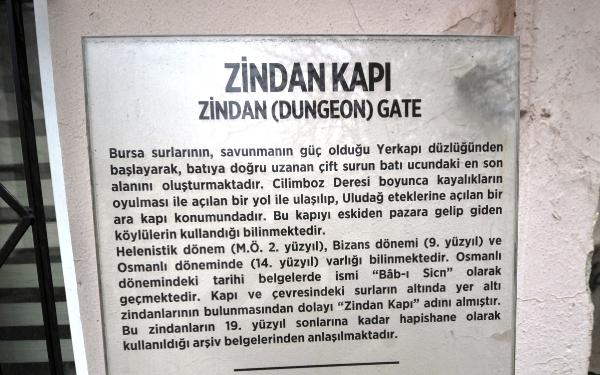 ZİNDAN KAPI
ZİNDAN (DUNGEON) GATE
Bursa surlarının, savunmanın güç olduğu Yerkapı düzlüğünden
başlayarak, batıya doğru uzanan çift surun batı ucundaki en son
alanını oluşturmaktadır. Cilimboz Deresi boyunca kayalıkların
oyulması ile açılan bir yol ile ulaşılıp, Uludağ eteklerine açılan bir
ara kapı konumundadır. Bu kapıyı eskiden pazara gelip giden
köylülerin kullandığı bilinmektedir.
Helenistik dönem (M.Ö. 2. yüzyıl), Bizans dönemi (9. yüzyıl) ve
Osmanlı döneminde (14. yüzyıl) varlığı bilinmektedir. Osmanlı
dönemindeki tarihi belgelerde ismi “Bâb-ı Sicn” olarak
geçmektedir. Kapı ve çevresindeki surların altında yer altı
zindanlarının bulunmasından dolayı “Zindan Kapı” adını almıştır.
Bu zindanların 19. yüzyıl sonlarına kadar hapishane olarak
kullanıldığı arşiv belgelerinden anlaşılmaktadır.